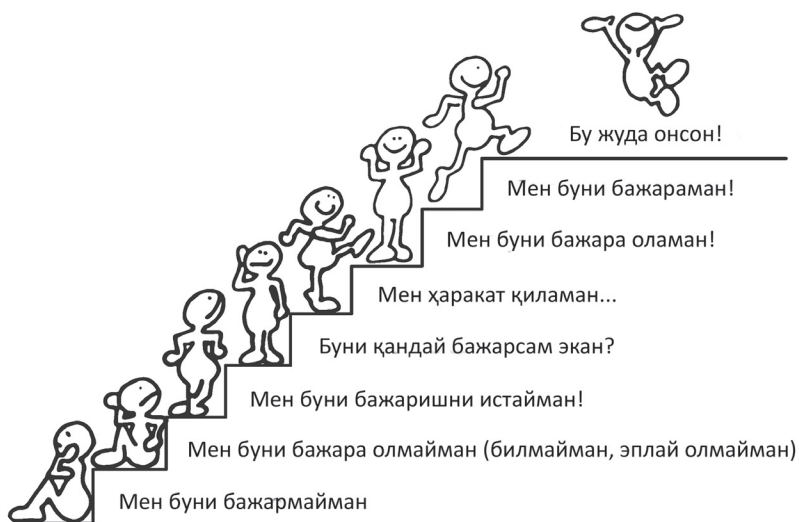 Бу жуда онсон!
Мен буни бажараман!
Мен буни бажара оламан!
Мен ҳаракат қиламан...
Буни қандай бажарсам экан?
Мен буни бажаришни истайман!
Мен буни бажара олмайман (билмайман, эплай олмайман)
Мен буни бажармайман